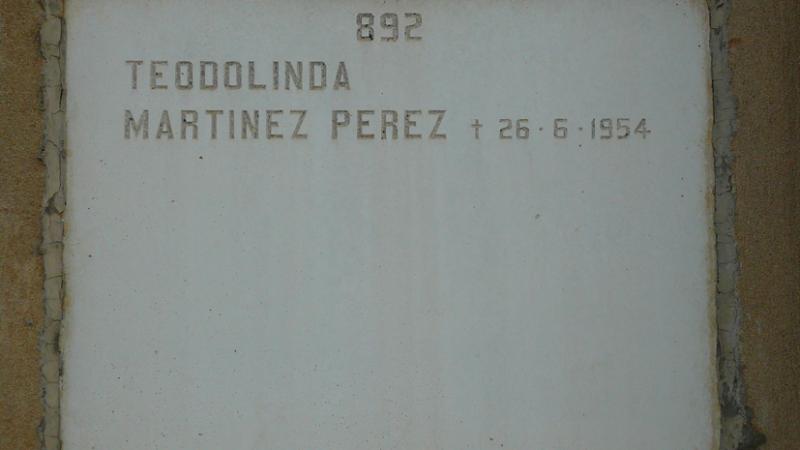 892
TEODOLINDA
MARTINEZ PEREZ † 26·6·1954